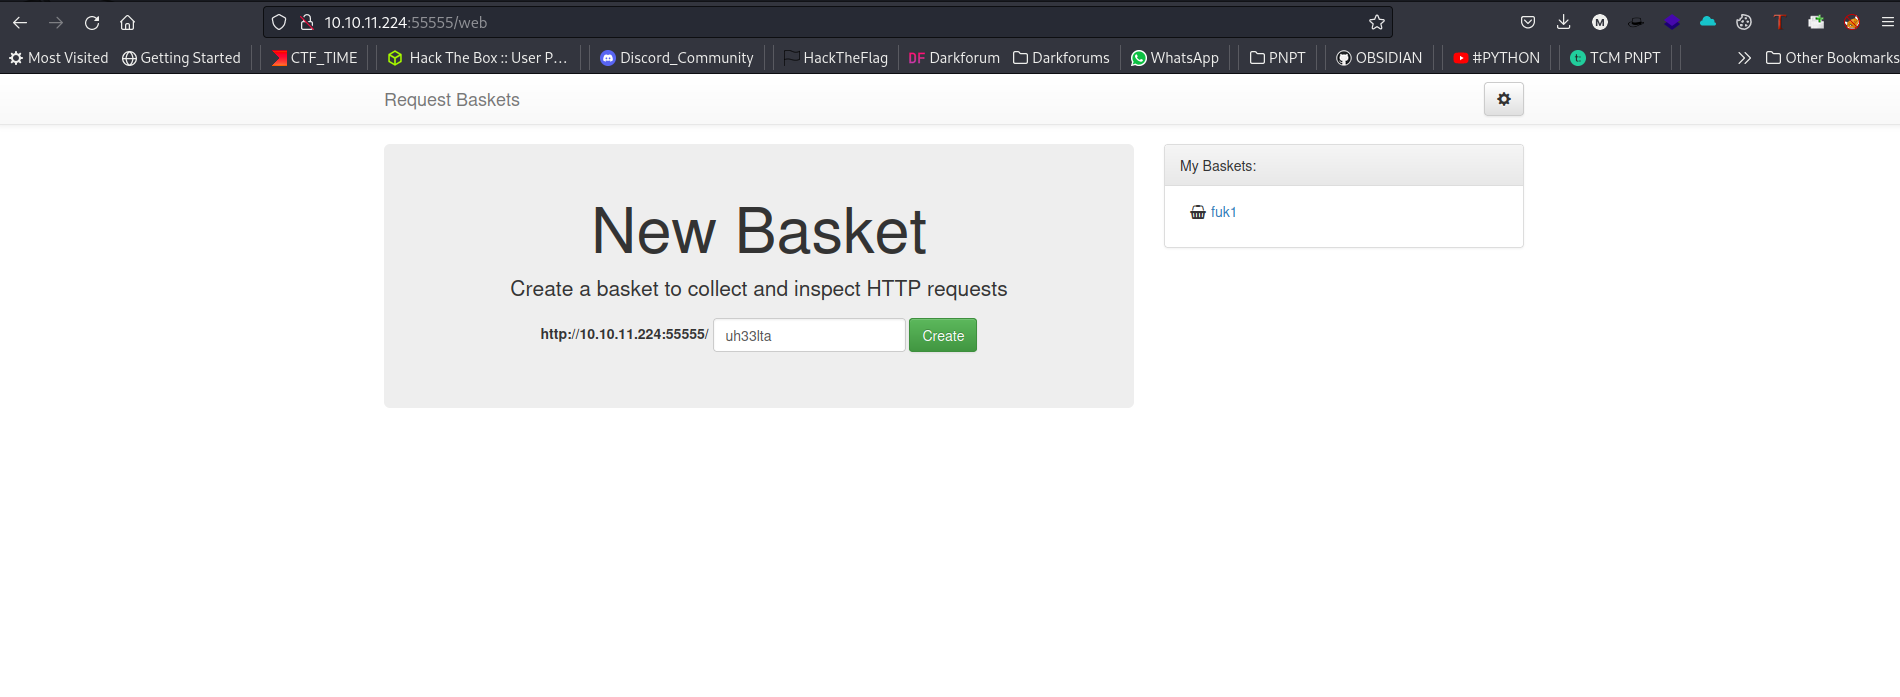 10.10.11.224:55555/web
Most Visited Getting Started CTF_TIME Hack The Box :: User P... Discord_Community HackTheFlag DF Darkforum Darkforums WhatsApp PNPT OBSIDIAN #PYTHON TCM PNPT Other Bookmarks
Request Baskets
New Basket
Create a basket to collect and inspect HTTP requests
http://10.10.11.224:55555/ uh33lta Create
My Baskets:
fuk1